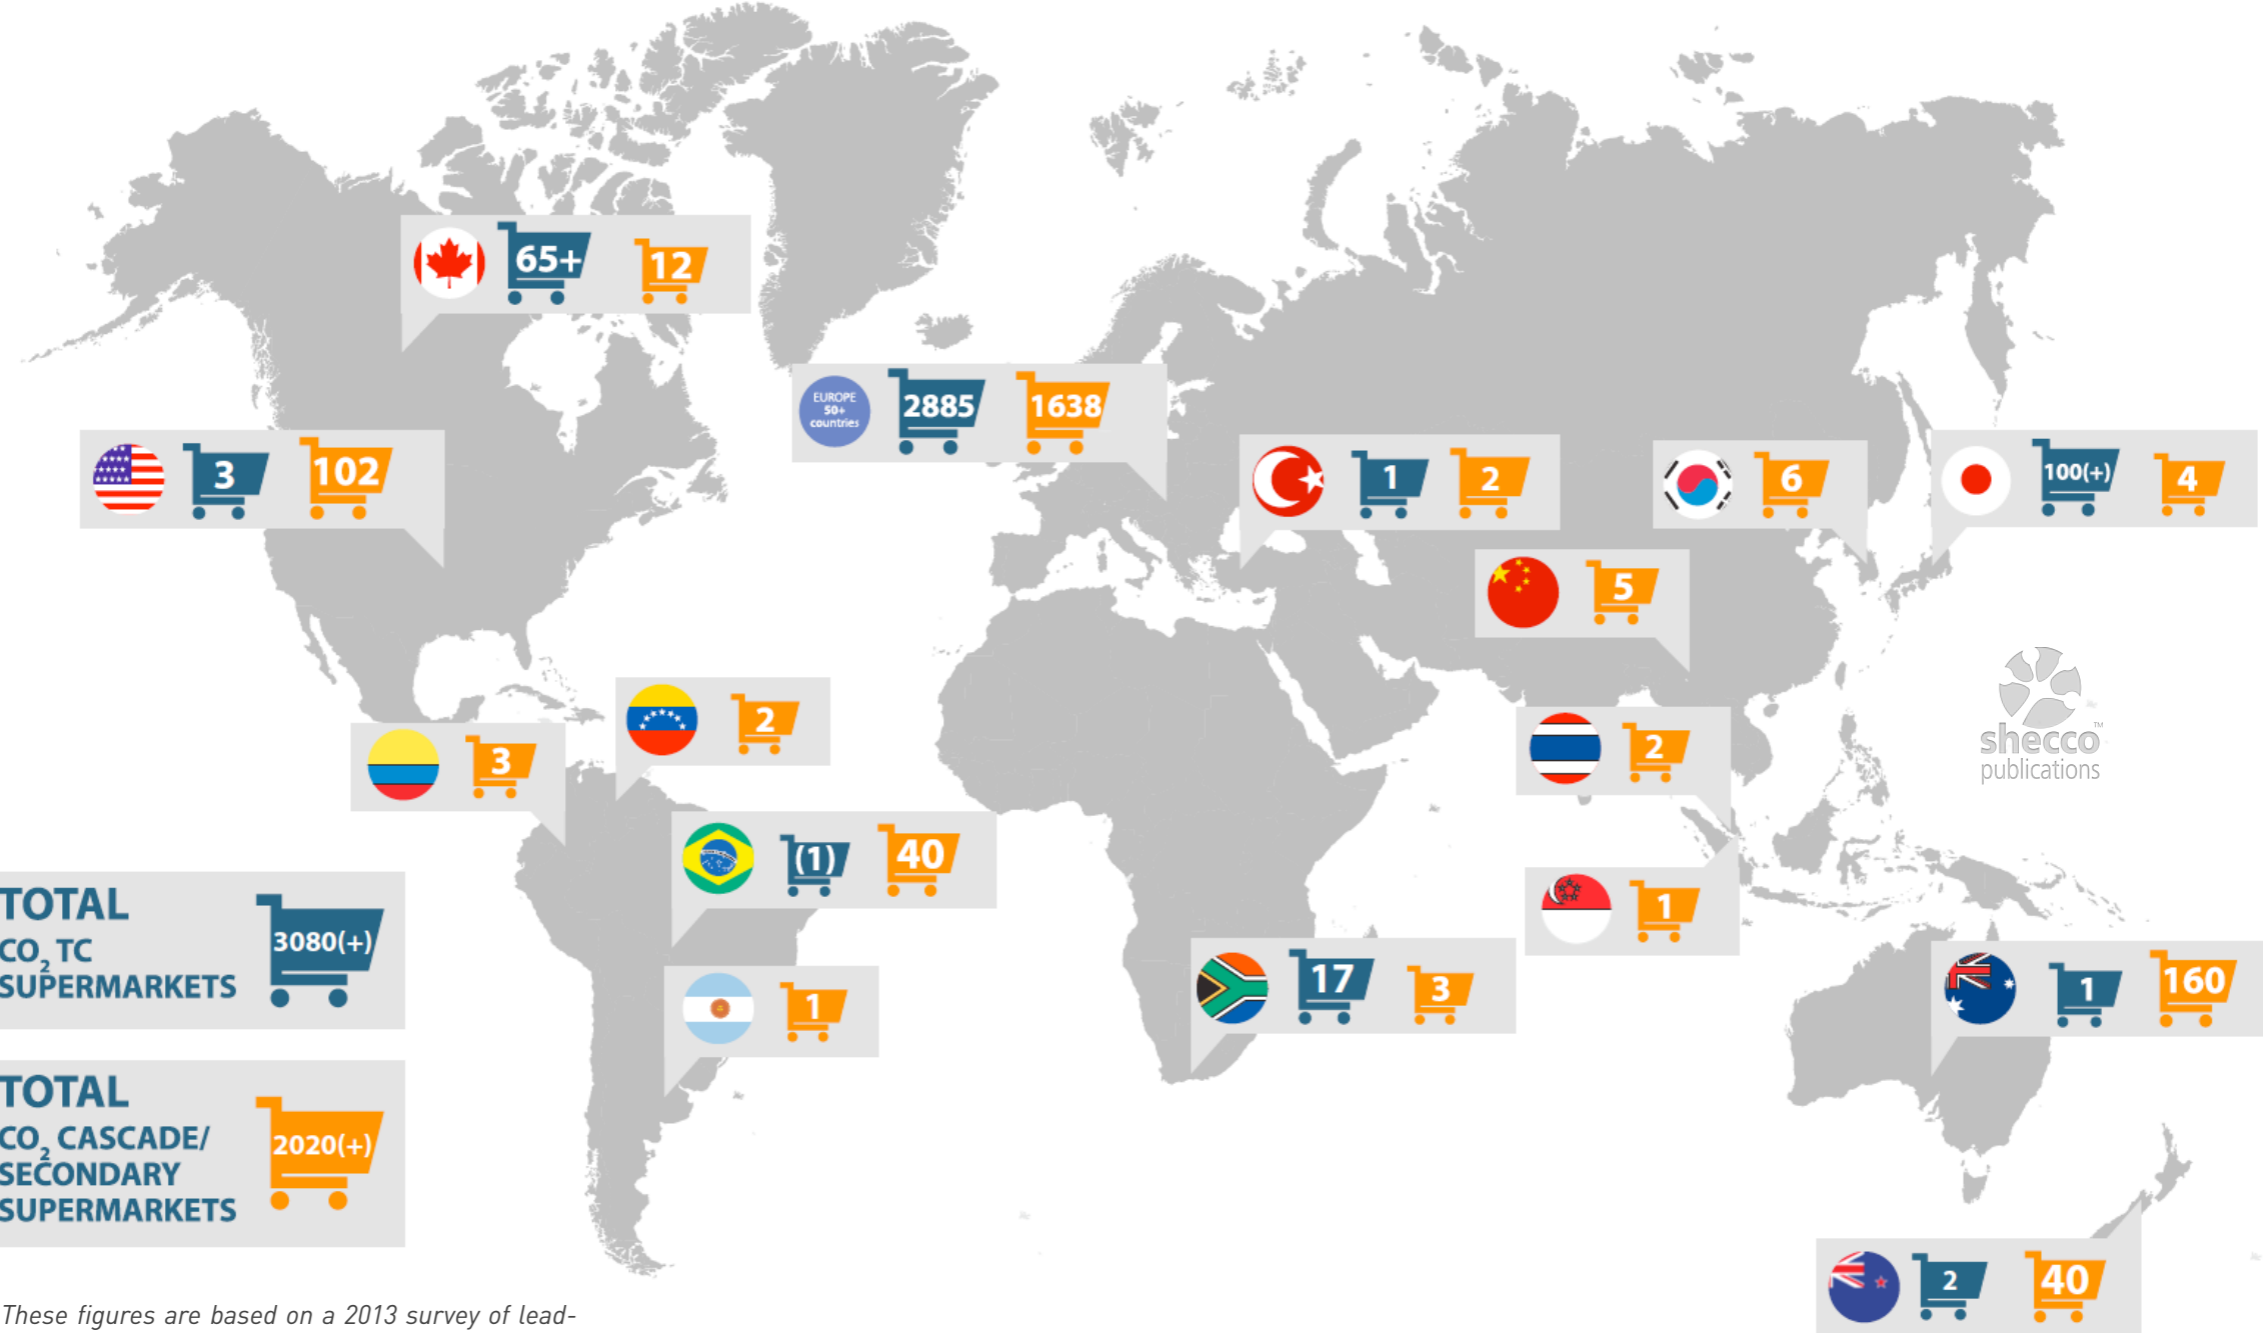 65+ 12
EUROPE
50+
countries
2885 1638
3 102
1 2
6
100(+) 4
5
2
3
2
shecco™
publications
(1) 40
1
TOTAL
CO₂ TC
SUPERMARKETS
3080(+)
1
17 3
1 160
TOTAL
CO₂ CASCADE/
SECONDARY
SUPERMARKETS
2020(+)
2 40
These figures are based on a 2013 survey of lead-